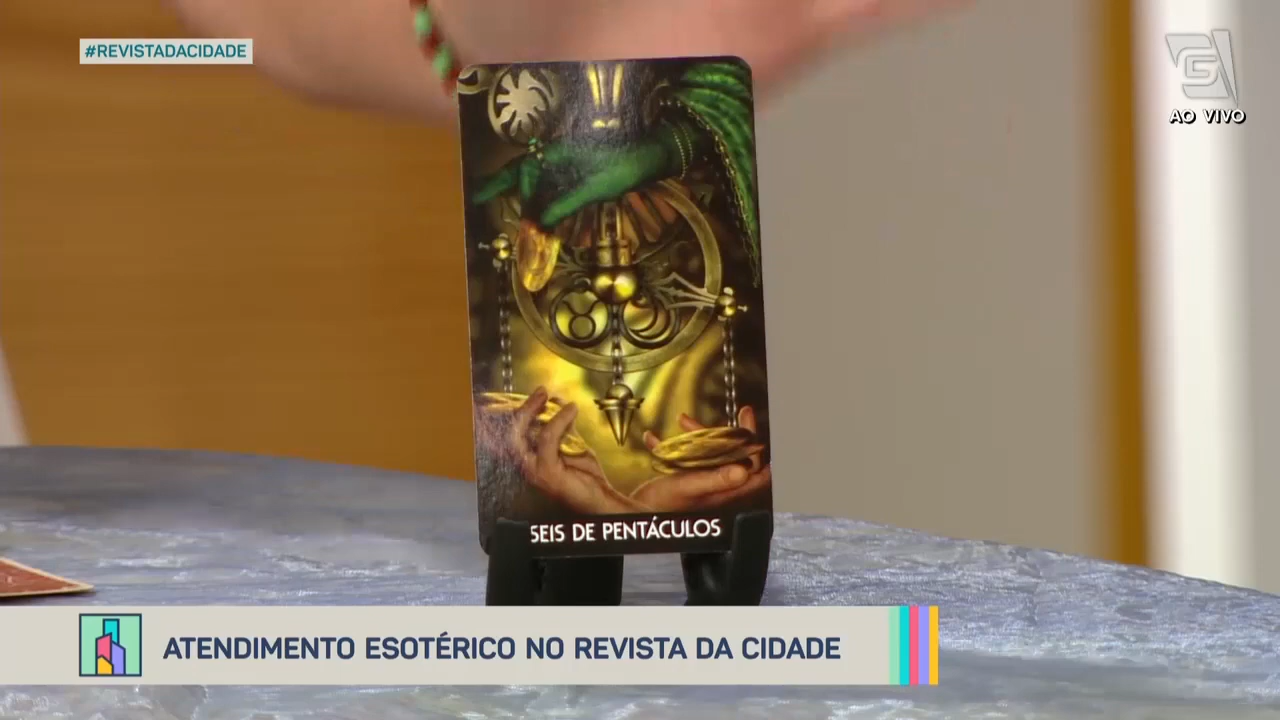 #REVISTADACIDADE
AO VIVO
SEIS DE PENTÁCULOS
ATENDIMENTO ESOTÉRICO NO REVISTA DA CIDADE